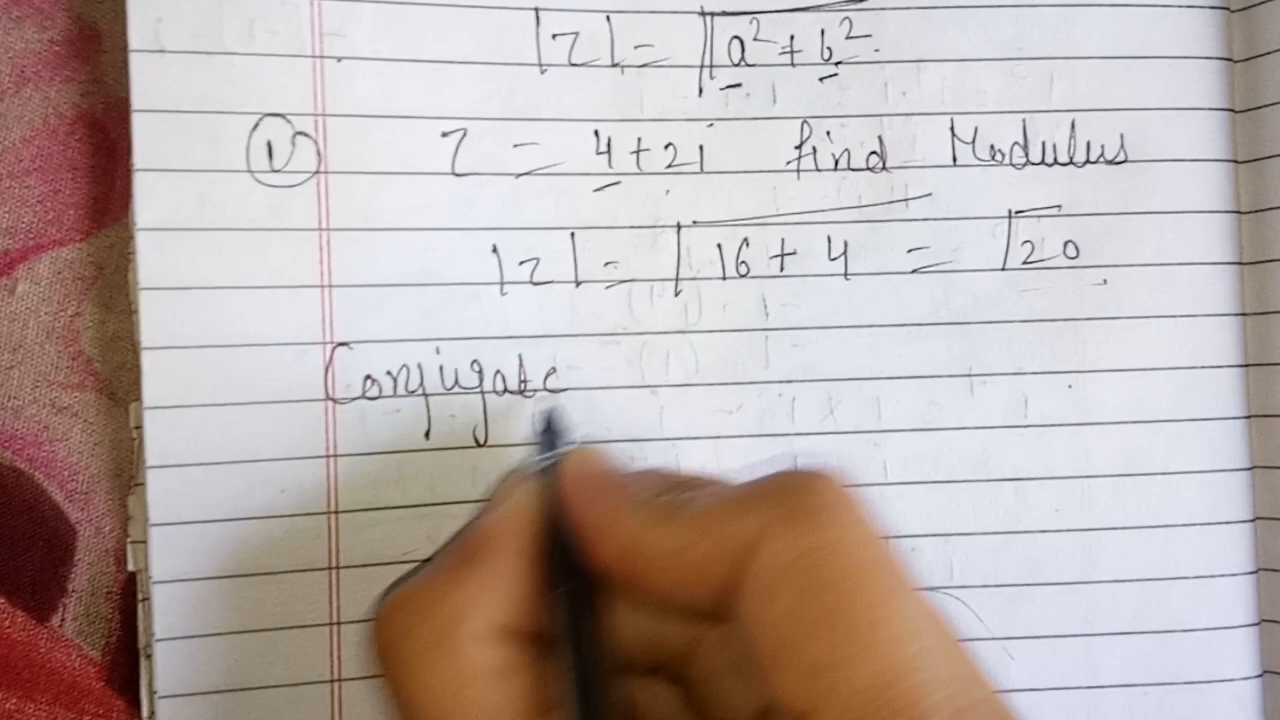 |z| = √a² + b²
① z = 4+2i find Modulus
|z| = √16 + 4 = √20
Conjugate